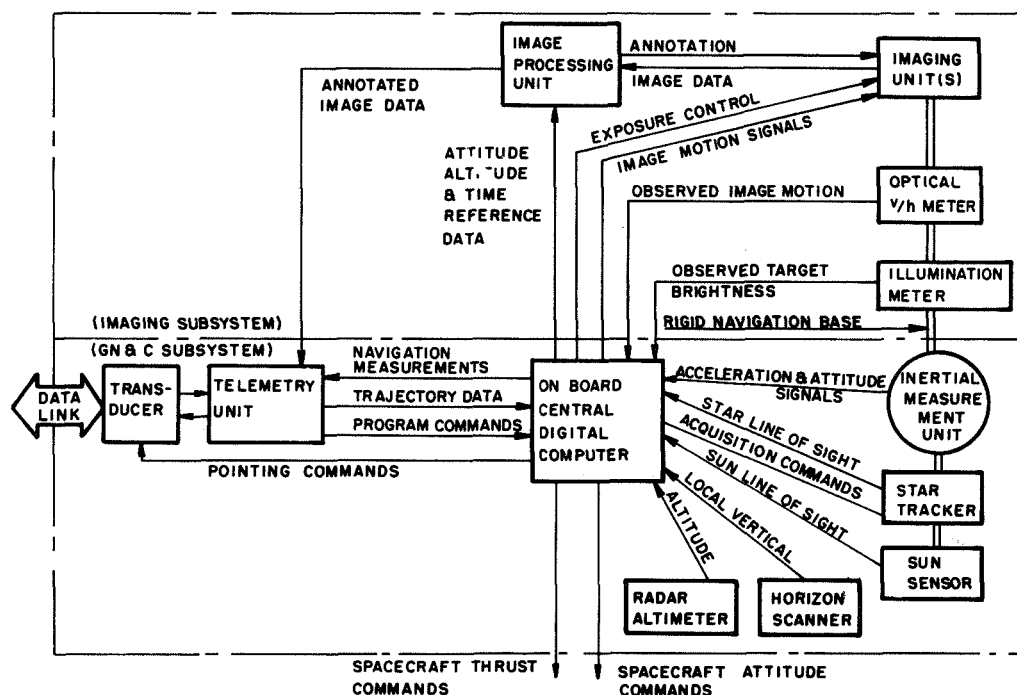 IMAGE
PROCESSING
UNIT
ANNOTATION
IMAGE DATA
IMAGING
UNIT(S)
ANNOTATED
IMAGE DATA
EXPOSURE CONTROL
IMAGE MOTION SIGNALS
ATTITUDE
ALTITUDE
& TIME
REFERENCE
DATA
OBSERVED IMAGE MOTION
OPTICAL
V/h METER
OBSERVED TARGET
BRIGHTNESS
ILLUMINATION
METER
RIGID NAVIGATION BASE
(IMAGING SUBSYSTEM)
(GN & C SUBSYSTEM)
DATA
LINK
TRANS-
DUCER
TELEMETRY
UNIT
NAVIGATION
MEASUREMENTS
TRAJECTORY DATA
PROGRAM COMMANDS
POINTING COMMANDS
ON BOARD
CENTRAL
DIGITAL
COMPUTER
ACCELERATION & ATTITUDE
SIGNALS
INERTIAL
MEASURE
MENT
UNIT
STAR LINE OF SIGHT
ACQUISITION COMMANDS
SUN LINE OF SIGHT
LOCAL VERTICAL
ALTITUDE
STAR
TRACKER
SUN
SENSOR
RADAR
ALTIMETER
HORIZON
SCANNER
SPACECRAFT THRUST
COMMANDS
SPACECRAFT ATTITUDE
COMMANDS